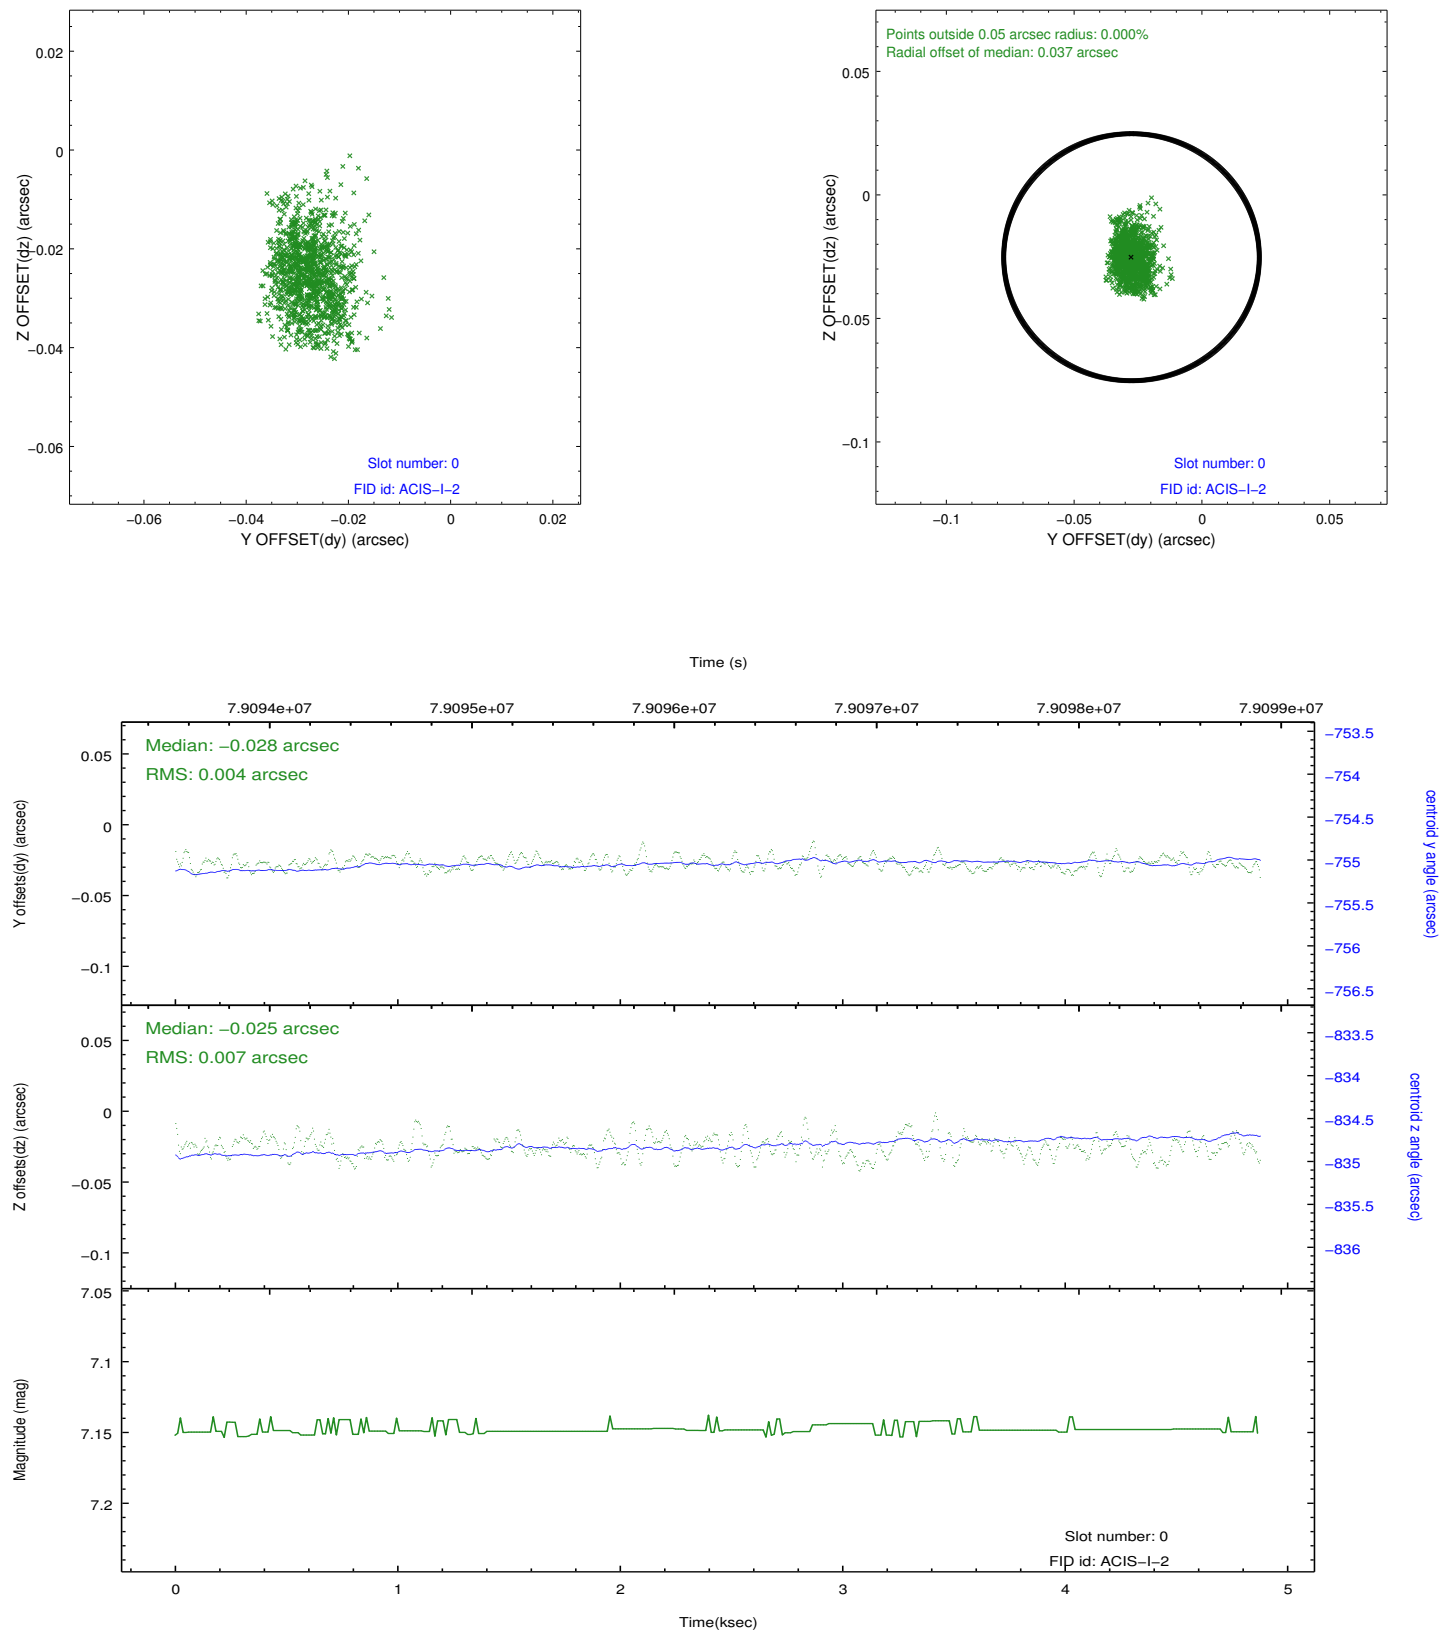 0.02
0
−0.02
−0.04
−0.06
Z OFFSET(dz) (arcsec)
Slot number: 0
FID id: ACIS−I−2
−0.06 −0.04 −0.02 0 0.02
Y OFFSET(dy) (arcsec)
Points outside 0.05 arcsec radius: 0.000%
Radial offset of median: 0.037 arcsec
0.05
0
−0.05
−0.1
Z OFFSET(dz) (arcsec)
Slot number: 0
FID id: ACIS−I−2
−0.1 −0.05 0 0.05
Y OFFSET(dy) (arcsec)
Time (s)
7.9094e+07 7.9095e+07 7.9096e+07 7.9097e+07 7.9098e+07 7.9099e+07
Median: −0.028 arcsec
RMS: 0.004 arcsec
0.05
0
−0.05
−0.1
Y offsets(dy) (arcsec)
−753.5
−754
−754.5
−755
−755.5
−756
−756.5
centroid y angle (arcsec)
Median: −0.025 arcsec
RMS: 0.007 arcsec
0.05
0
−0.05
−0.1
Z offsets(dz) (arcsec)
−833.5
−834
−834.5
−835
−835.5
−836
centroid z angle (arcsec)
7.05
7.1
7.15
7.2
Magnitude (mag)
Slot number: 0
FID id: ACIS−I−2
0 1 2 3 4 5
Time(ksec)